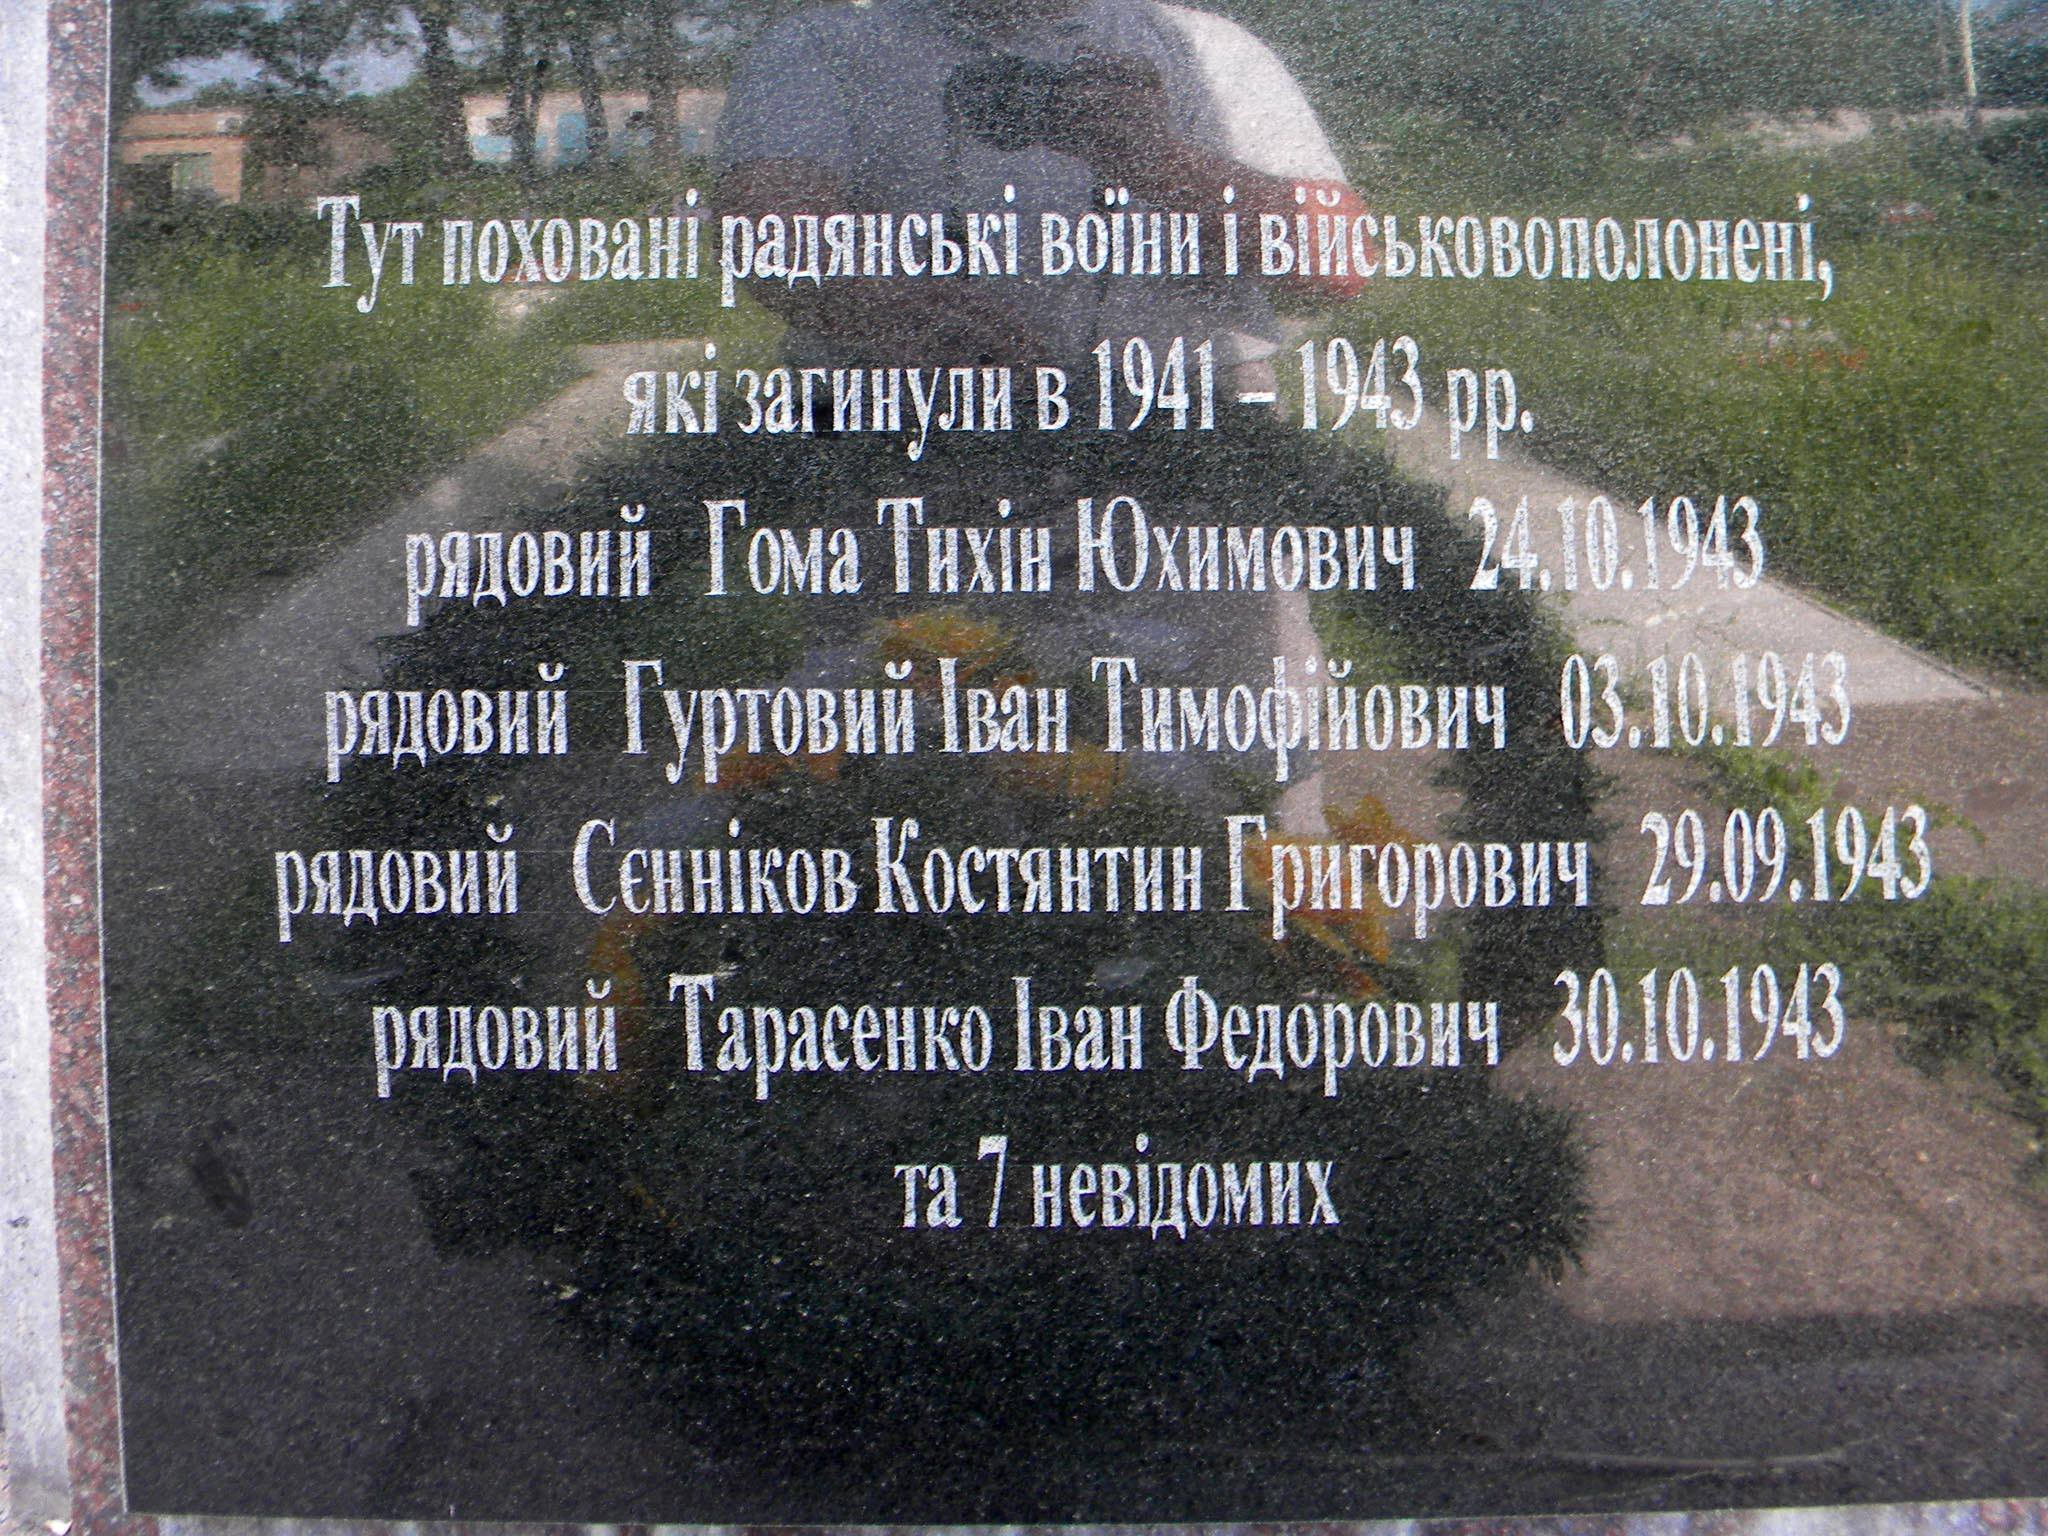 Тут поховані радянські воїни і військовополонені,
які загинули в 1941 – 1943 рр.
рядовий Гома Тихін Юхимович 24.10.1943
рядовий Гуртовий Іван Тимофійович 03.10.1943
рядовий Сєнніков Костянтин Григорович 29.09.1943
рядовий Тарасенко Іван Федорович 30.10.1943
та 7 невідомих